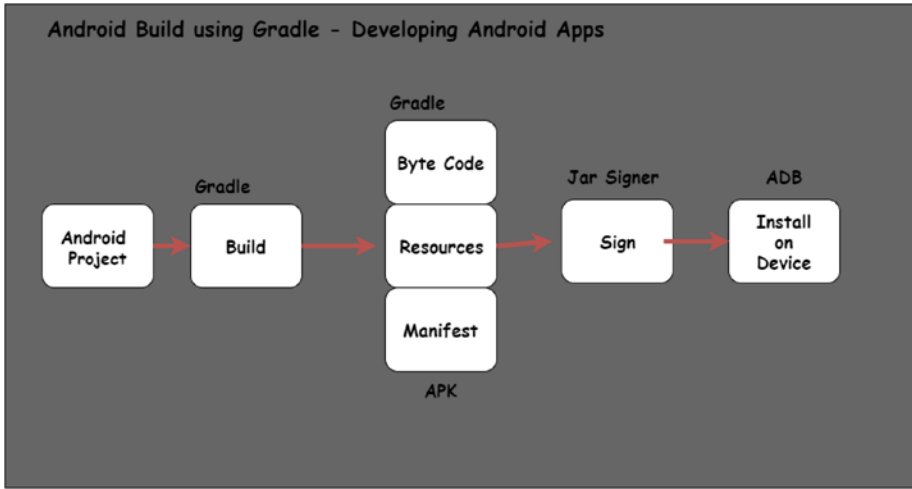 Android Build using Gradle - Developing Android Apps
Gradle
Byte Code
Gradle
Jar Signer
ADB
Android
Project
Build
Resources
Sign
Install
on
Device
Manifest
APK